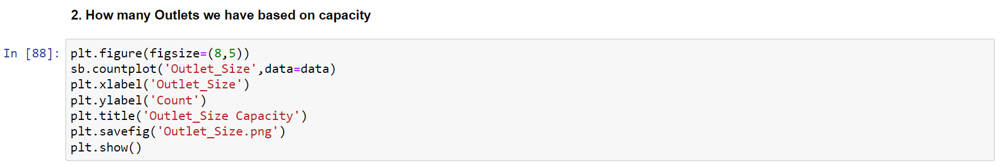 2. How many Outlets we have based on capacity
In [88]: plt.figure(figsize=(8,5))
sb.countplot('Outlet_Size',data=data)
plt.xlabel('Outlet_Size')
plt.ylabel('Count')
plt.title('Outlet_Size Capacity')
plt.savefig('Outlet_Size.png')
plt.show()